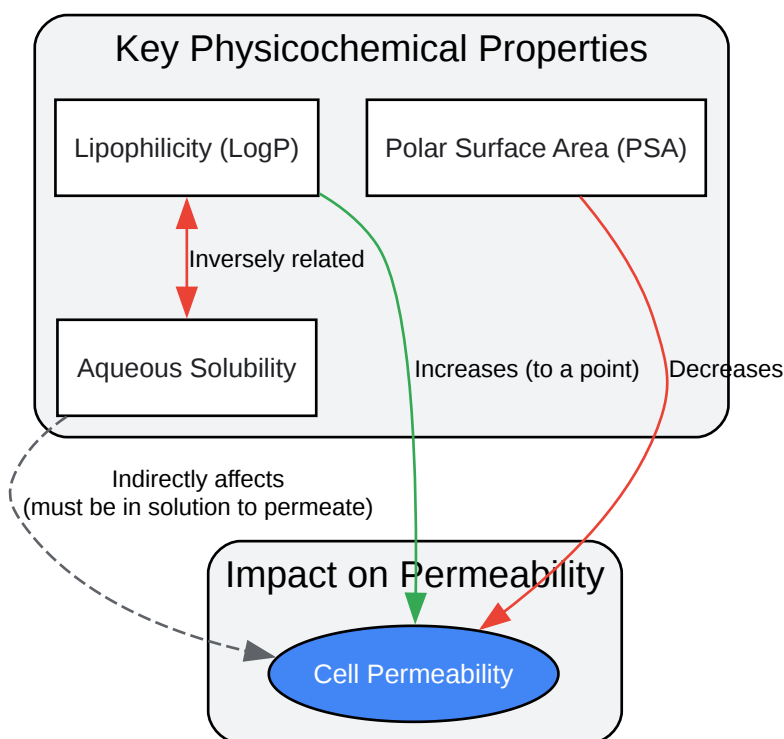 Key Physicochemical Properties
Lipophilicity (LogP)
Polar Surface Area (PSA)
Inversely related
Aqueous Solubility
Increases (to a point)
Decreases
Indirectly affects
(must be in solution to permeate)
Impact on Permeability
Cell Permeability